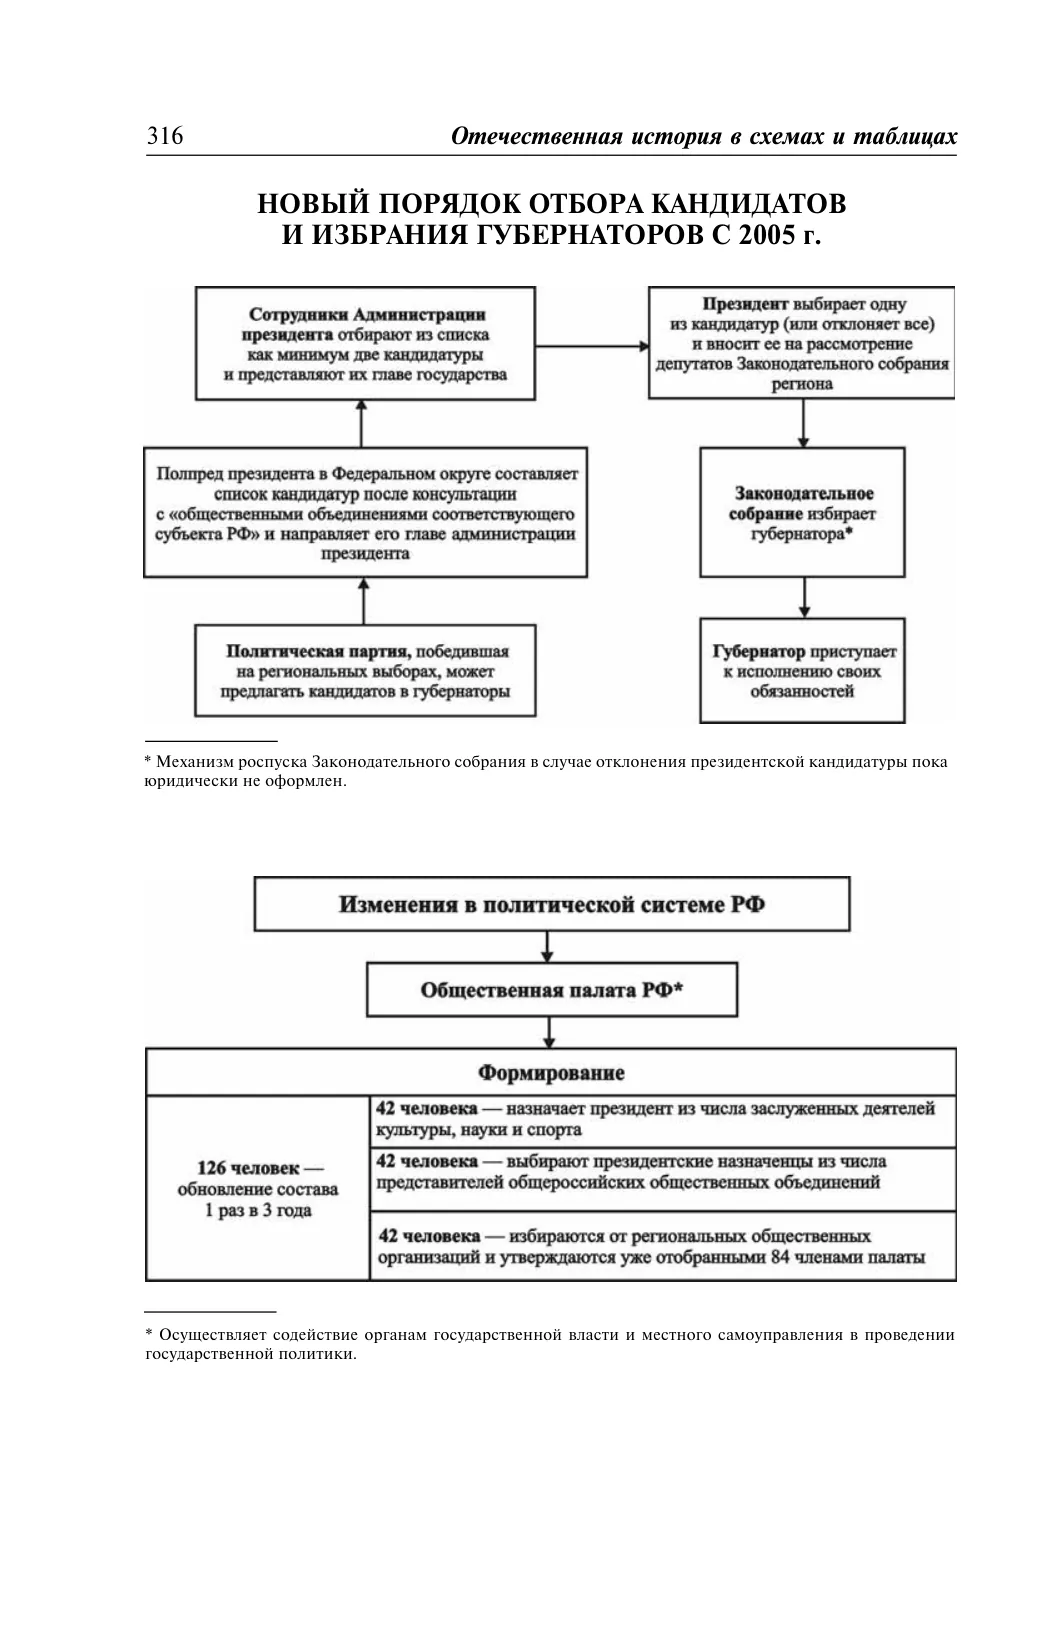 316
Отечественная история в схемах и таблицах
НОВЫЙ ПОРЯДОК ОТБОРА КАНДИДАТОВ
И ИЗБРАНИЯ ГУБЕРНАТОРОВ С 2005 г.
Сотрудники Администрации
президента отбирают из списка
как минимум две кандидатуры
и представляют их главе государства
Президент выбирает одну
из кандидатур (или отклоняет все)
и вносит ее на рассмотрение
депутатов Законодательного собрания
региона
Полпред президента в Федеральном округе составляет
список кандидатур после консультации
с «общественными объединениями соответствующего
субъекта РФ» и направляет его главе администрации
президента
Законодательное
собрание избирает
губернатора*
Политическая партия, победившая
на региональных выборах, может
предлагать кандидатов в губернаторы
Губернатор приступает
к исполнению своих
обязанностей
* Механизм роспуска Законодательного собрания в случае отклонения президентской кандидатуры пока
юридически не оформлен.
Изменения в политической системе РФ
Общественная палата РФ*
Формирование
126 человек —
обновление состава
1 раз в 3 года
42 человека — назначает президент из числа заслуженных деятелей
культуры, науки и спорта
42 человека — выбирают президентские назначенцы из числа
представителей общероссийских общественных объединений
42 человека — избираются от региональных общественных
организаций и утверждаются уже отобранными 84 членами палаты
* Осуществляет содействие органам государственной власти и местного самоуправления в проведении
государственной политики.